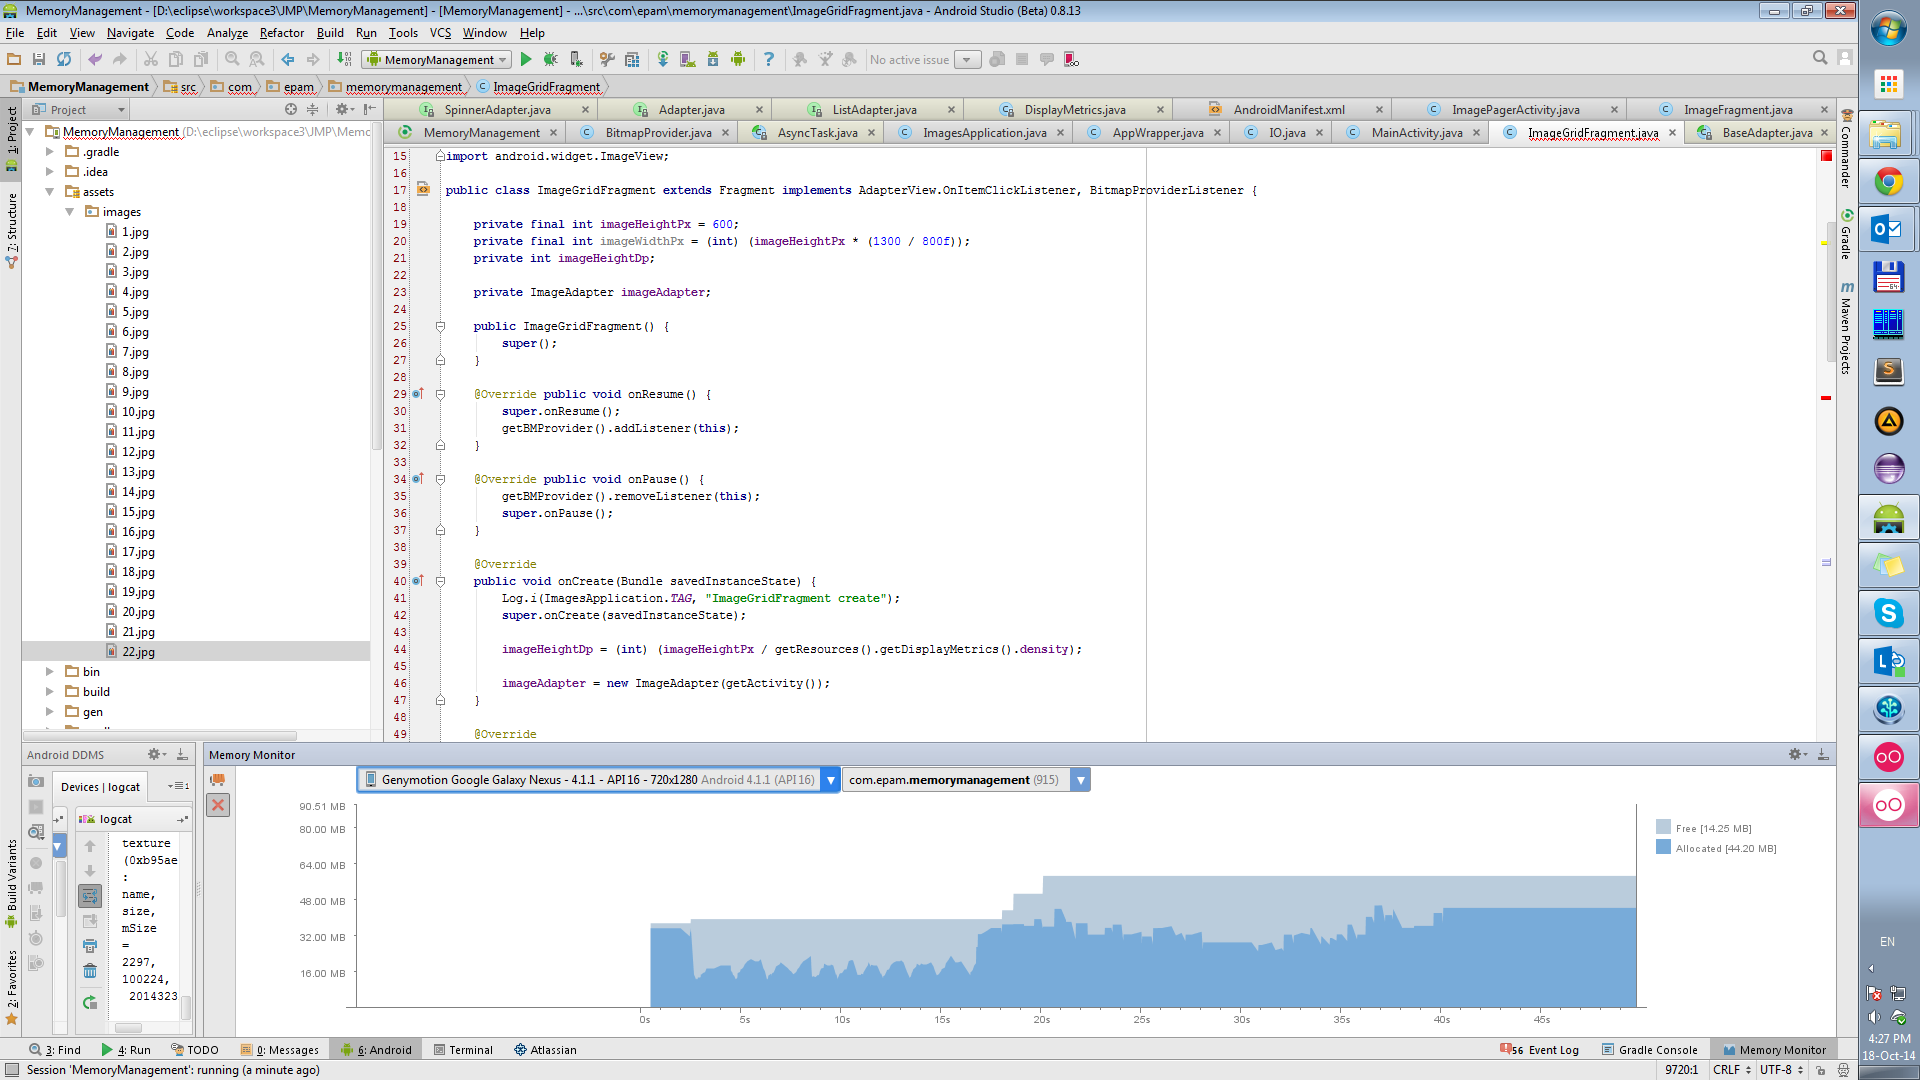 MemoryManagement - [D:\eclipse\workspace3\JMP\MemoryManagement] - [MemoryManagement] - ...\src\com\epam\memorymanagement\ImageGridFragment.java - Android Studio (Beta) 0.8.13
File Edit View Navigate Code Analyze Refactor Build Run Tools VCS Window Help
MemoryManagement No active issue
MemoryManagement src com epam memorymanagement ImageGridFragment
Project SpinnerAdapter.java Adapter.java ListAdapter.java DisplayMetrics.java AndroidManifest.xml ImagePagerActivity.java ImageFragment.java
MemoryManagement BitmapProvider.java AsyncTask.java ImagesApplication.java AppWrapper.java IO.java MainActivity.java ImageGridFragment.java BaseAdapter.java
1: Project
7: Structure
Build Variants
2: Favorites
MemoryManagement (D:\eclipse\workspace3\JMP\Memo
.gradle
.idea
assets
images
1.jpg
2.jpg
3.jpg
4.jpg
5.jpg
6.jpg
7.jpg
8.jpg
9.jpg
10.jpg
11.jpg
12.jpg
13.jpg
14.jpg
15.jpg
16.jpg
17.jpg
18.jpg
19.jpg
20.jpg
21.jpg
22.jpg
bin
build
gen
15 import android.widget.ImageView;
16
17 public class ImageGridFragment extends Fragment implements AdapterView.OnItemClickListener, BitmapProviderListener {
18
19 private final int imageHeightPx = 600;
20 private final int imageWidthPx = (int) (imageHeightPx * (1300 / 800f));
21 private int imageHeightDp;
22
23 private ImageAdapter imageAdapter;
24
25 public ImageGridFragment() {
26 super();
27 }
28
29 @Override public void onResume() {
30 super.onResume();
31 getBMProvider().addListener(this);
32 }
33
34 @Override public void onPause() {
35 getBMProvider().removeListener(this);
36 super.onPause();
37 }
38
39 @Override
40 public void onCreate(Bundle savedInstanceState) {
41 Log.i(ImagesApplication.TAG, "ImageGridFragment create");
42 super.onCreate(savedInstanceState);
43
44 imageHeightDp = (int) (imageHeightPx / getResources().getDisplayMetrics().density);
45
46 imageAdapter = new ImageAdapter(getActivity());
47 }
48
49 @Override
Commander
Gradle
Maven Projects
Android DDMS
Devices | logcat
logcat
texture
(0xb95ae
:
name,
size,
mSize
=
2297,
100224,
2014323
Memory Monitor
Genymotion Google Galaxy Nexus - 4.1.1 - API 16 - 720x1280 Android 4.1.1 (API 16) com.epam.memorymanagement (915)
90.51 MB
80.00 MB
64.00 MB
48.00 MB
32.00 MB
16.00 MB
0s 5s 10s 15s 20s 25s 30s 35s 40s 45s
Free [14.25 MB]
Allocated [44.20 MB]
3: Find 4: Run TODO 0: Messages 6: Android Terminal Atlassian 56 Event Log Gradle Console Memory Monitor
Session 'MemoryManagement': running (a minute ago) 9720:1 CRLF UTF-8
EN
4:27 PM
18-Oct-14